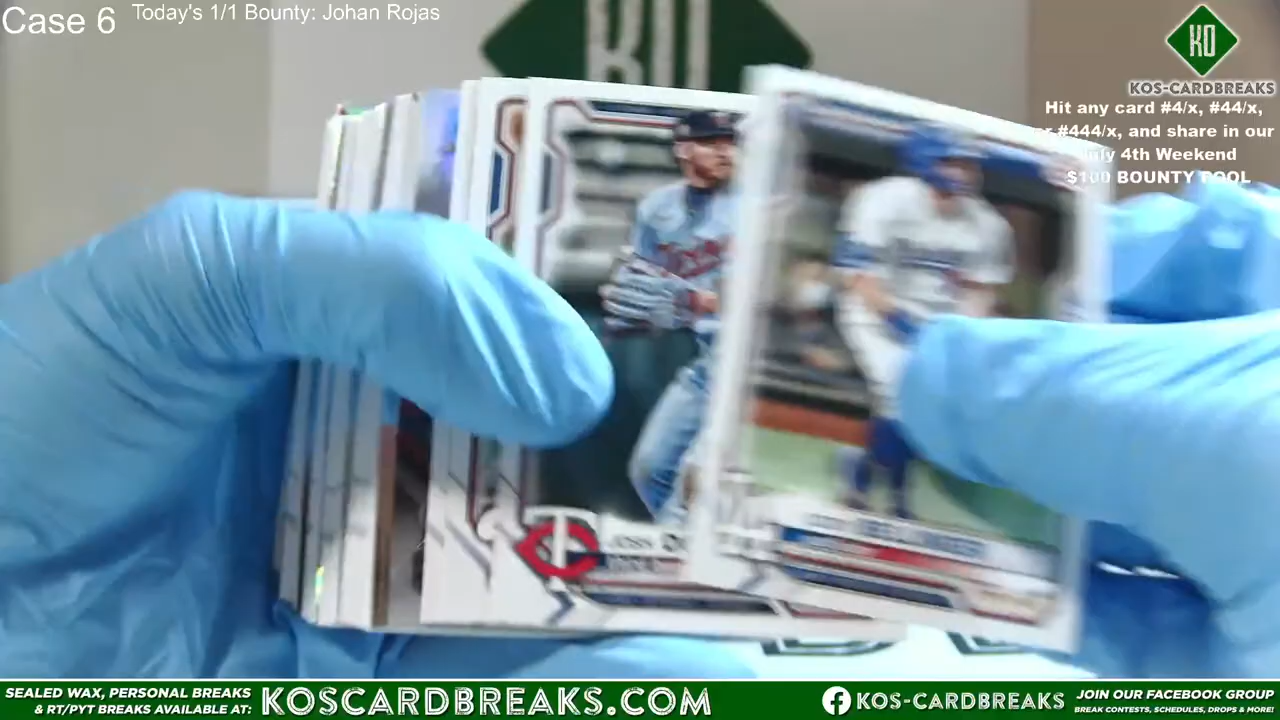 Case 6
Today's 1/1 Bounty: Johan Rojas
KO
KOS-CARDBREAKS
Hit any card #4/x, #44/x,
or #444/x, and share in our
July 4th Weekend
$100 BOUNTY POOL
JOSH
BELLINGER
SEALED WAX, PERSONAL BREAKS
& RT/PYT BREAKS AVAILABLE AT:
KOSCARDBREAKS.COM
KOS-CARDBREAKS
JOIN OUR FACEBOOK GROUP
BREAK CONTESTS, SCHEDULES, DROPS & MORE!